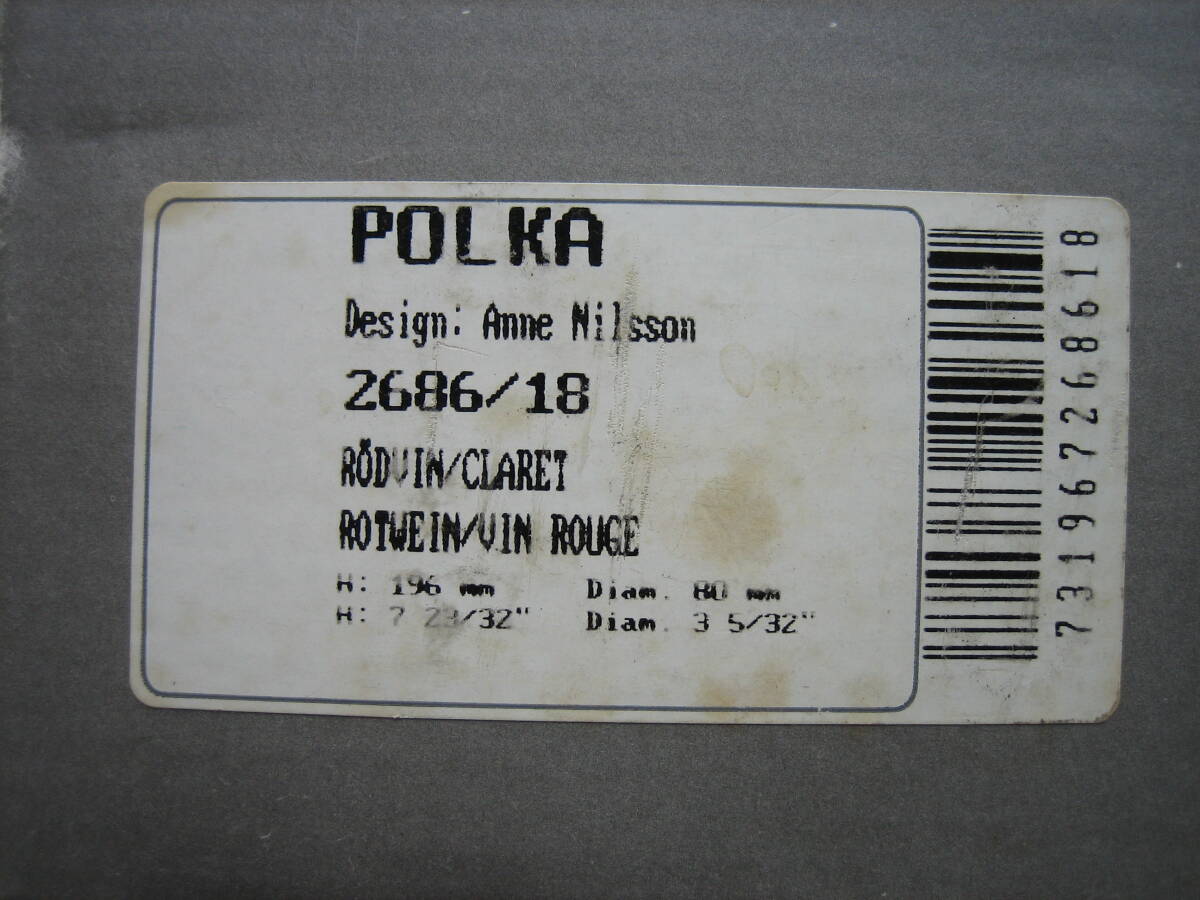 POLKA
Design: Anne Nilsson
2686/18
RÖDVIN/CLARET
ROTWEIN/VIN ROUGE
H: 196 mm Diam. 80 mm
H: 7 23/32" Diam. 3 5/32"
731967268618